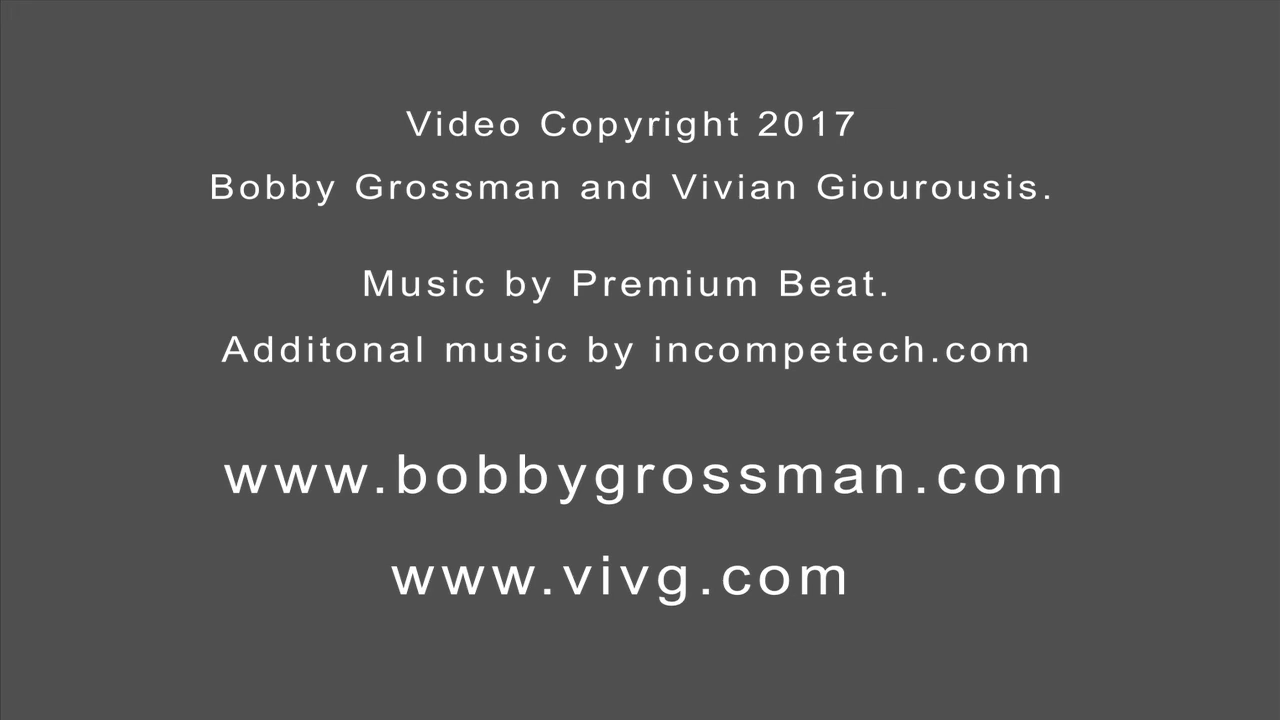 Video Copyright 2017
Bobby Grossman and Vivian Giourousis.
Music by Premium Beat.
Additonal music by incompetech.com
www.bobbygrossman.com
www.vivg.com